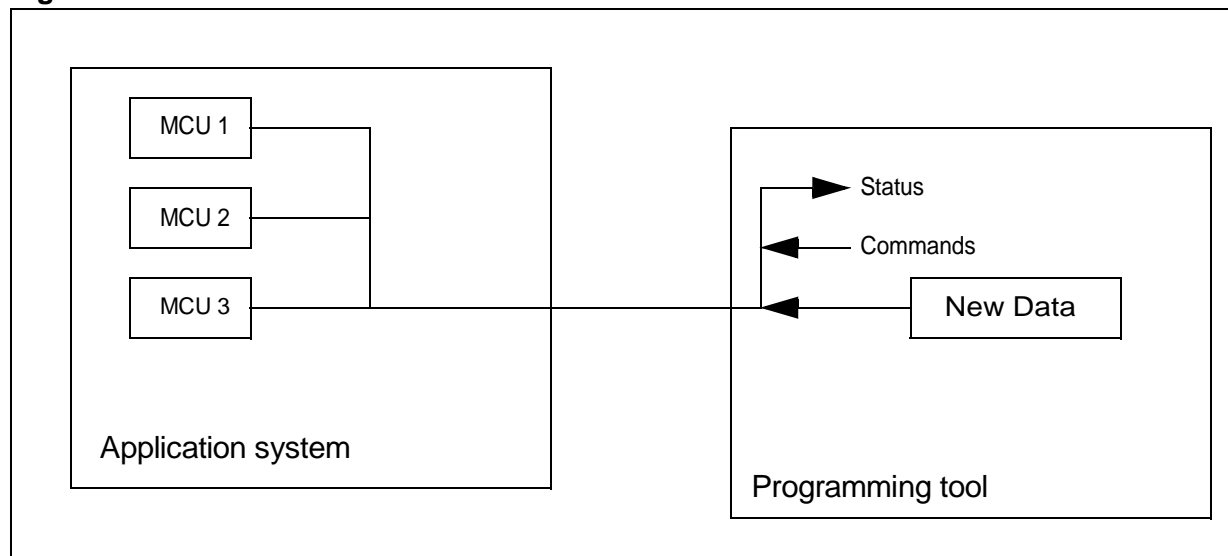 MCU 1
MCU 2
MCU 3
Application system
Status
Commands
New Data
Programming tool